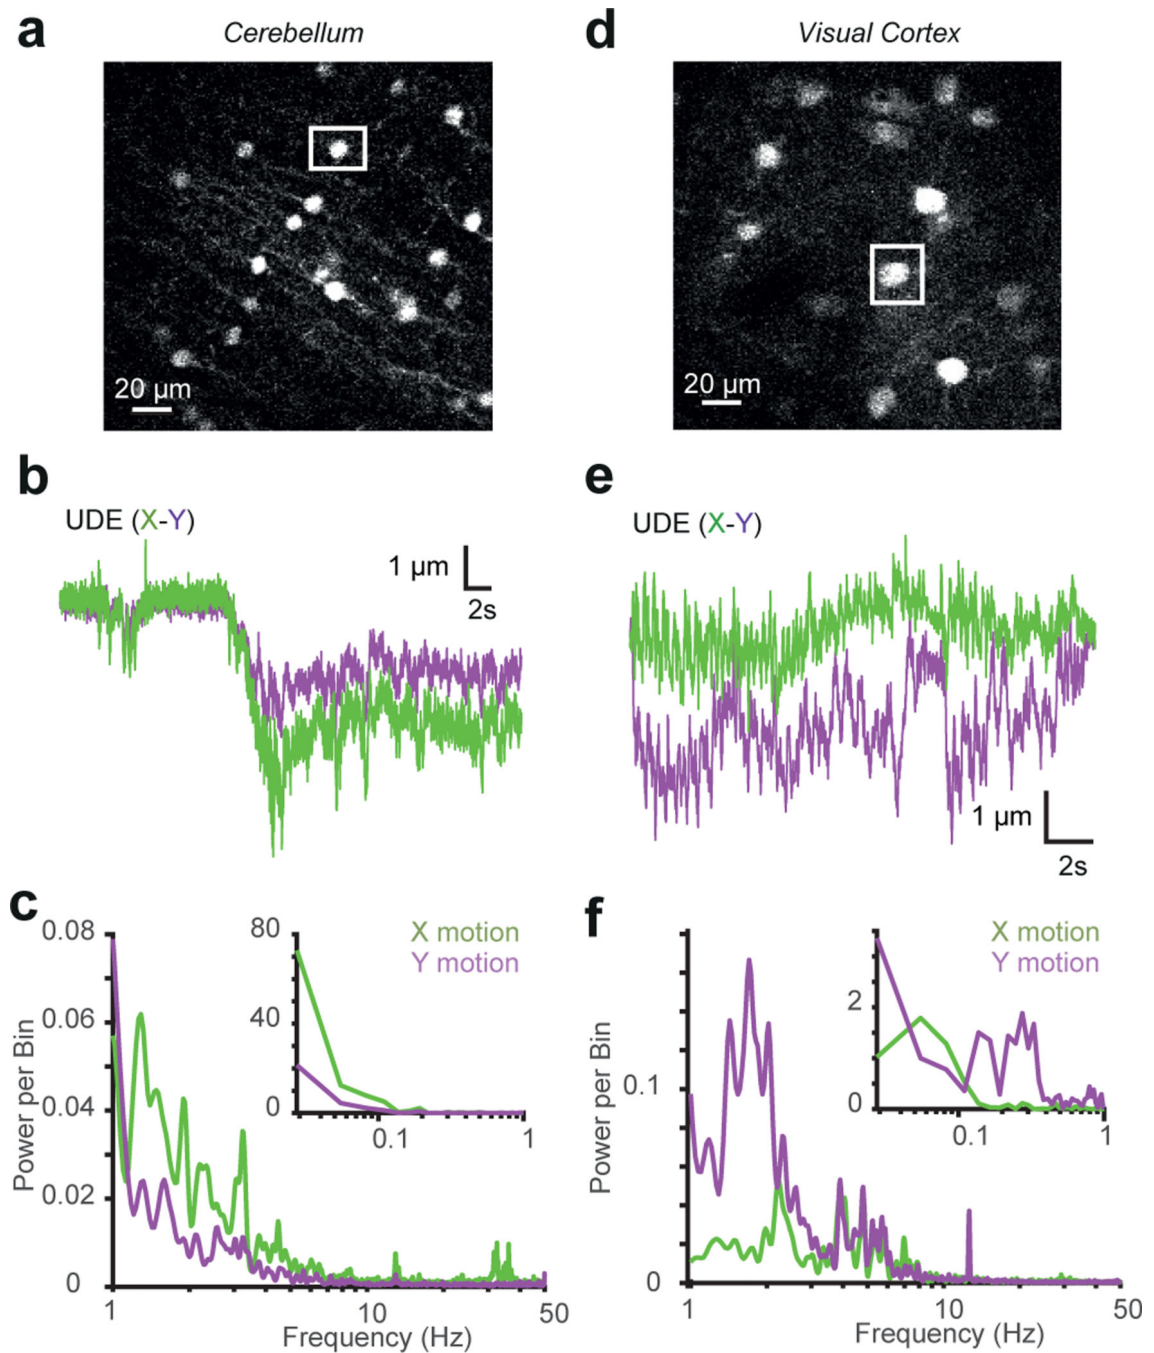 a
Cerebellum
20 µm
d
Visual Cortex
20 µm
b
UDE (X-Y)
1 µm
2s
e
UDE (X-Y)
1 µm
2s
c
0.08
0.06
0.04
0.02
0
Power per Bin
80
40
0
0.1
1
X motion
Y motion
1
10
50
Frequency (Hz)
f
0.1
0
Power per Bin
2
0
0.1
1
X motion
Y motion
1
10
50
Frequency (Hz)